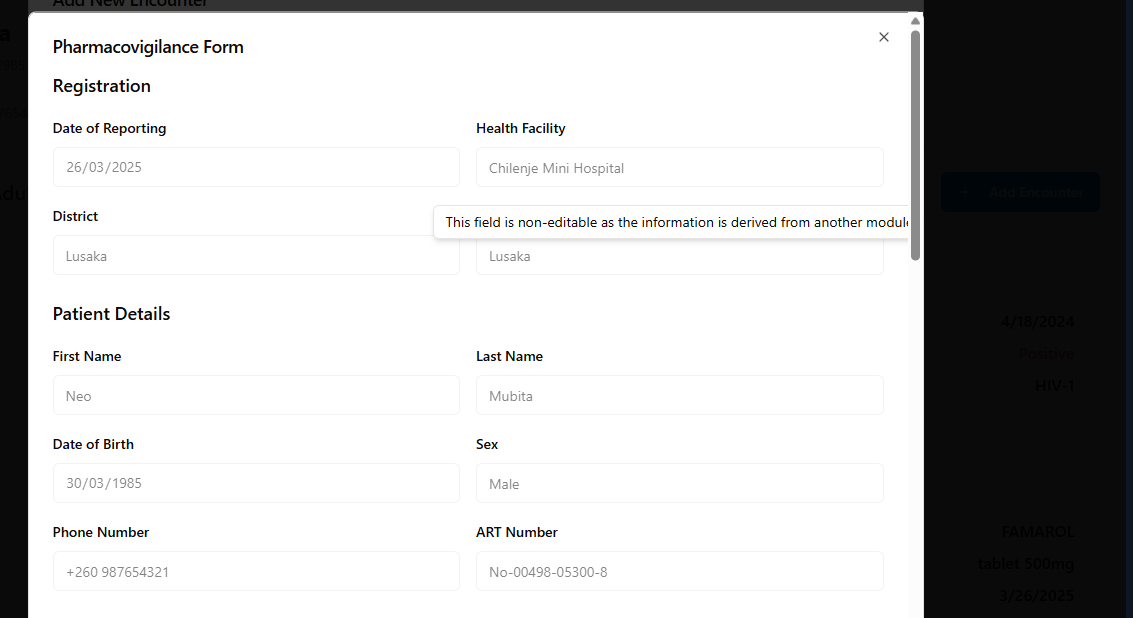 Add New Encounter
Pharmacovigilance Form
Registration
Date of Reporting
Health Facility
26/03/2025
Chilenje Mini Hospital
This field is non-editable as the information is derived from another module
District
Lusaka
Lusaka
Add Encounter
Patient Details
4/18/2024
First Name
Last Name
Positive
HIV-1
Neo
Mubita
Date of Birth
Sex
30/03/1985
Male
Phone Number
ART Number
FAMAROL
+260 987654321
No-00498-05300-8
tablet 500mg
3/26/2025